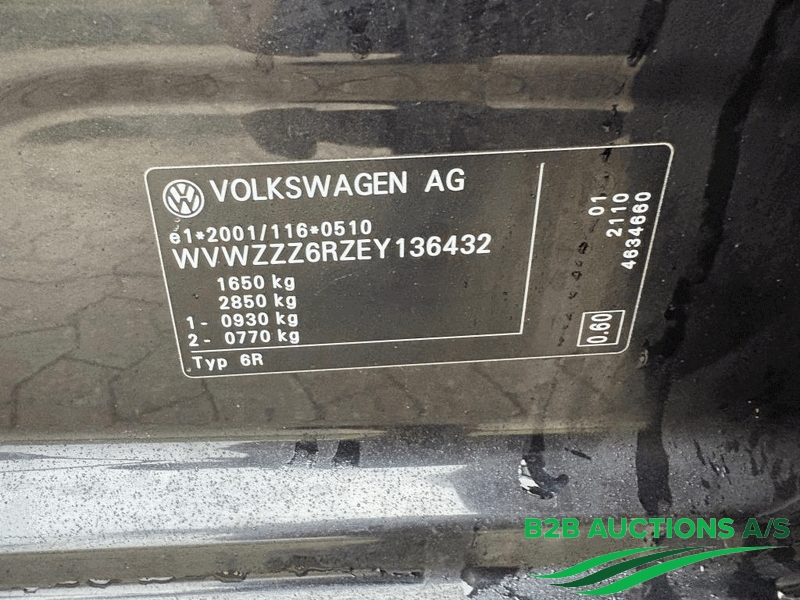 VOLKSWAGEN AG
e1*2001/116*0510
WVWZZZ6RZEY136432
1650 kg
2850 kg
1 - 0930 kg
2 - 0770 kg
Typ 6R
01
2110
4634660
0.60
B2B AUCTIONS A/S